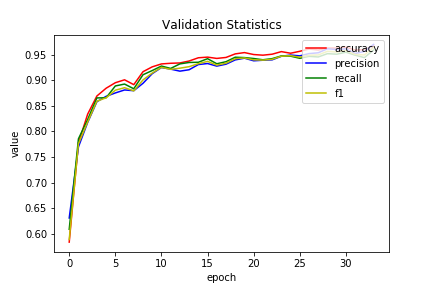 Validation Statistics
0.95
0.90
0.85
0.80
0.75
0.70
0.65
0.60
value
accuracy
precision
recall
f1
0 5 10 15 20 25 30
epoch